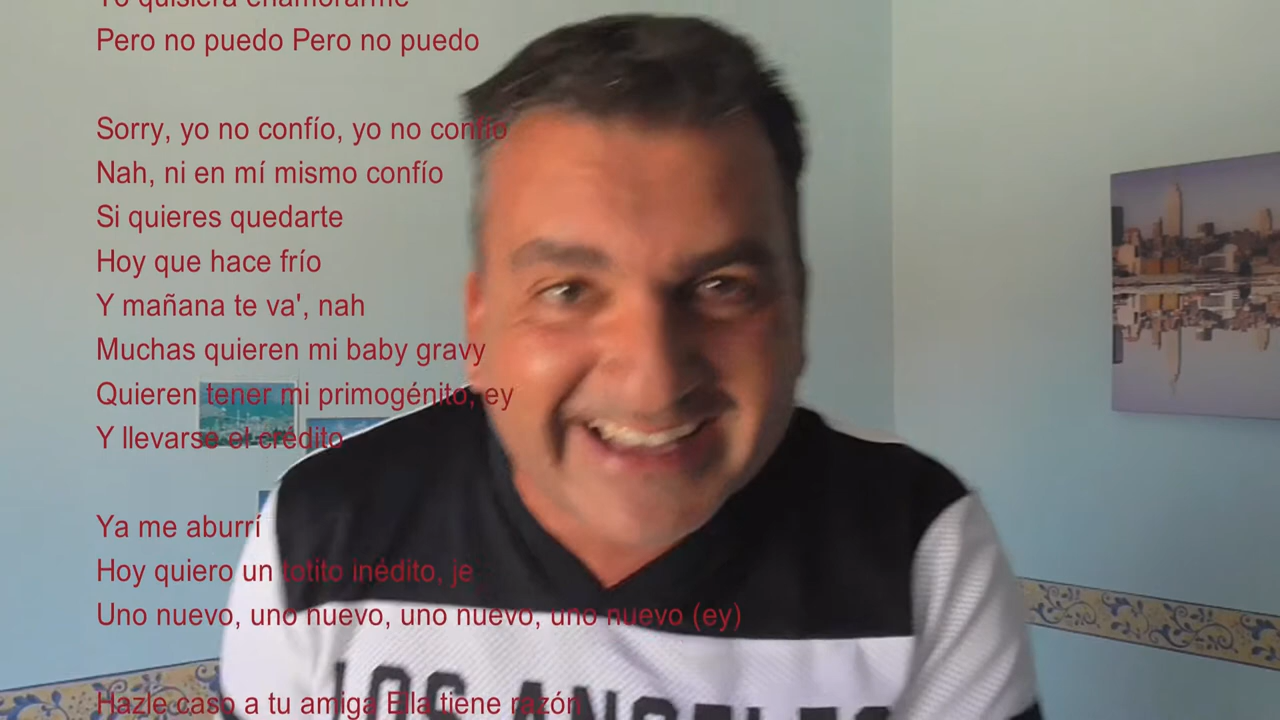 Yo quisiera enamorarme
Pero no puedo Pero no puedo
Sorry, yo no confío, yo no confío
Nah, ni en mí mismo confío
Si quieres quedarte
Hoy que hace frío
Y mañana te va', nah
Muchas quieren mi baby gravy
Quieren tener mi primogénito, ey
Y llevarse el crédito
Ya me aburrí
Hoy quiero un totito inédito, je
Uno nuevo, uno nuevo, uno nuevo, uno nuevo (ey)
Hazle caso a tu amiga Ella tiene razón
LOS ANGELES